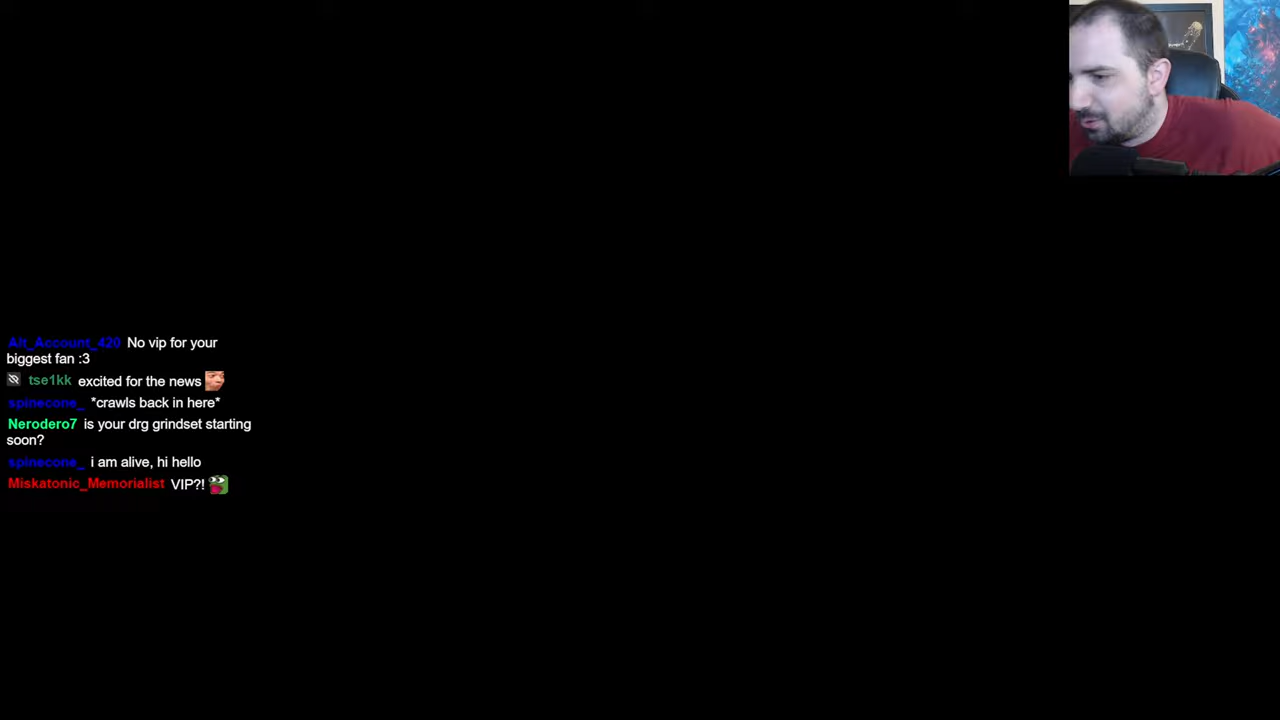 Alt_Account_420 No vip for your
biggest fan :3
tse1kk excited for the news
spinecone_ *crawls back in here*
Nerodero7 is your drg grindset starting
soon?
spinecone_ i am alive, hi hello
Miskatonic_Memorialist VIP?!